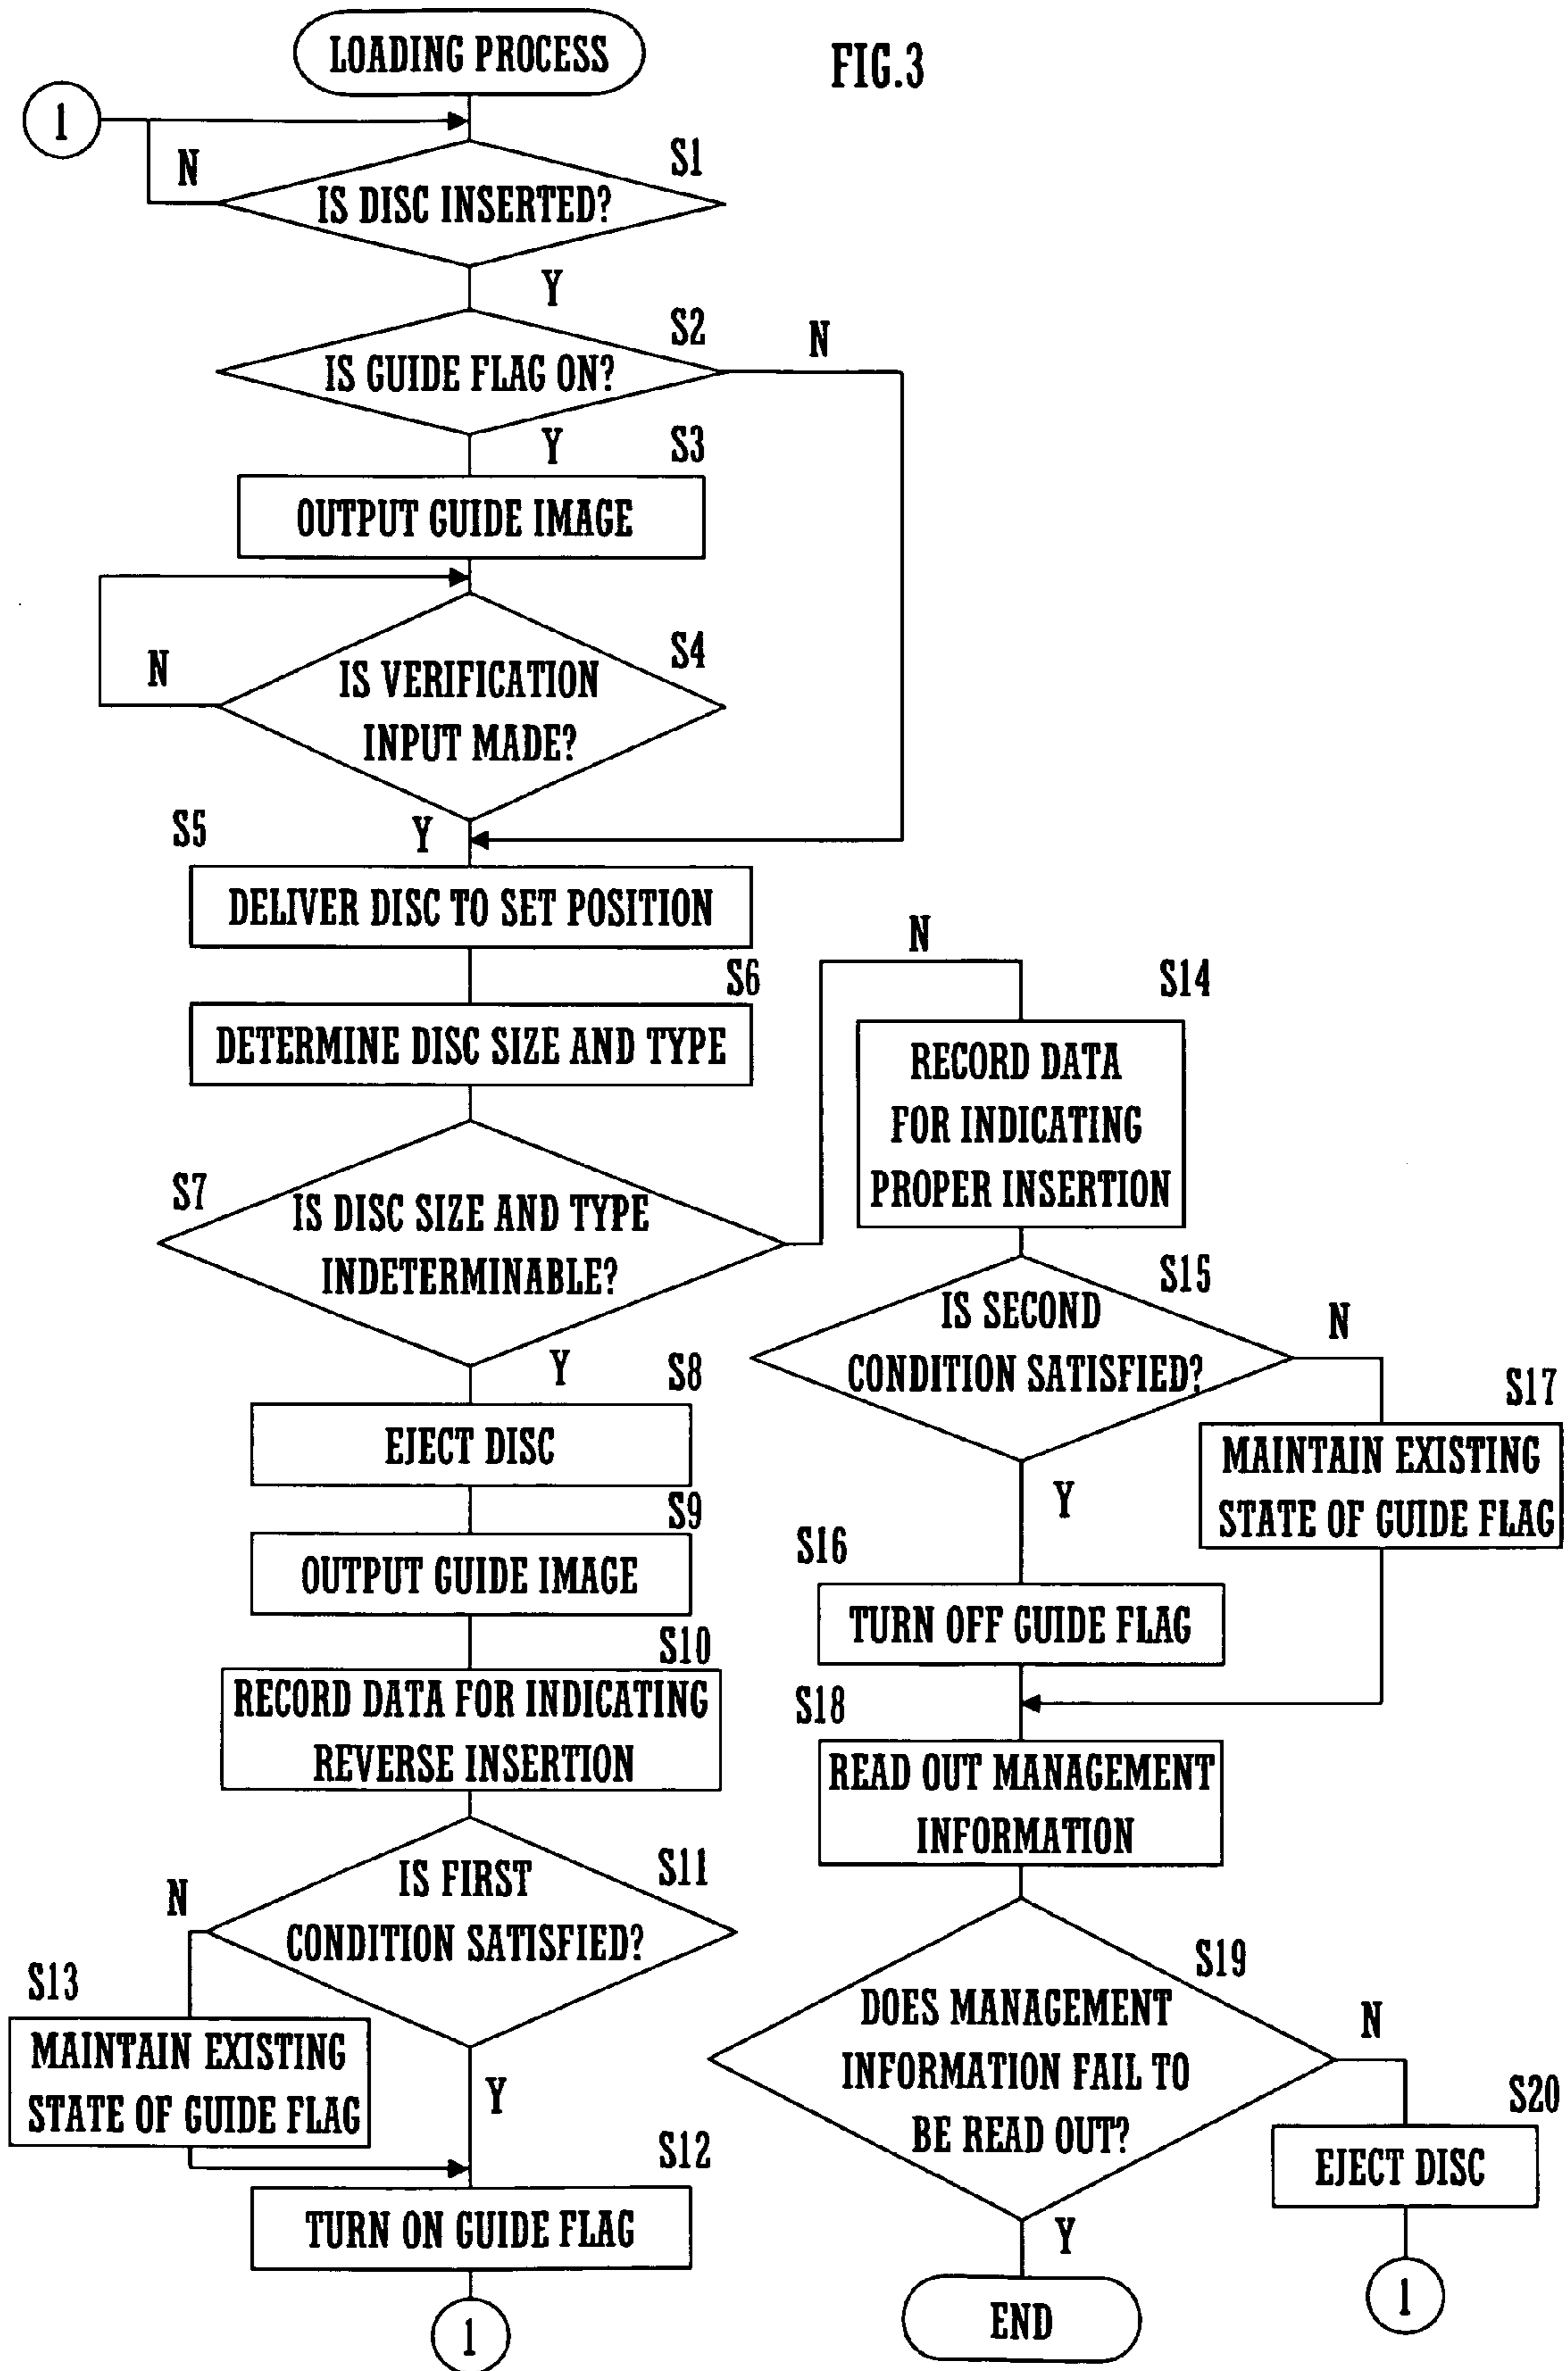 LOADING PROCESS
FIG.3
1
N
S1
IS DISC INSERTED?
Y
S2
N
IS GUIDE FLAG ON?
Y
S3
OUTPUT GUIDE IMAGE
S4
N
IS VERIFICATION
INPUT MADE?
S5
Y
DELIVER DISC TO SET POSITION
S6
DETERMINE DISC SIZE AND TYPE
S7
IS DISC SIZE AND TYPE
INDETERMINABLE?
Y
S8
EJECT DISC
S9
OUTPUT GUIDE IMAGE
S10
RECORD DATA FOR INDICATING
REVERSE INSERTION
S11
IS FIRST
CONDITION SATISFIED?
N
S13
MAINTAIN EXISTING
STATE OF GUIDE FLAG
Y
S12
TURN ON GUIDE FLAG
1
N
S14
RECORD DATA
FOR INDICATING
PROPER INSERTION
S15
IS SECOND
CONDITION SATISFIED?
N
S17
MAINTAIN EXISTING
STATE OF GUIDE FLAG
Y
S16
TURN OFF GUIDE FLAG
S18
READ OUT MANAGEMENT
INFORMATION
S19
DOES MANAGEMENT
INFORMATION FAIL TO
BE READ OUT?
N
S20
EJECT DISC
1
Y
END